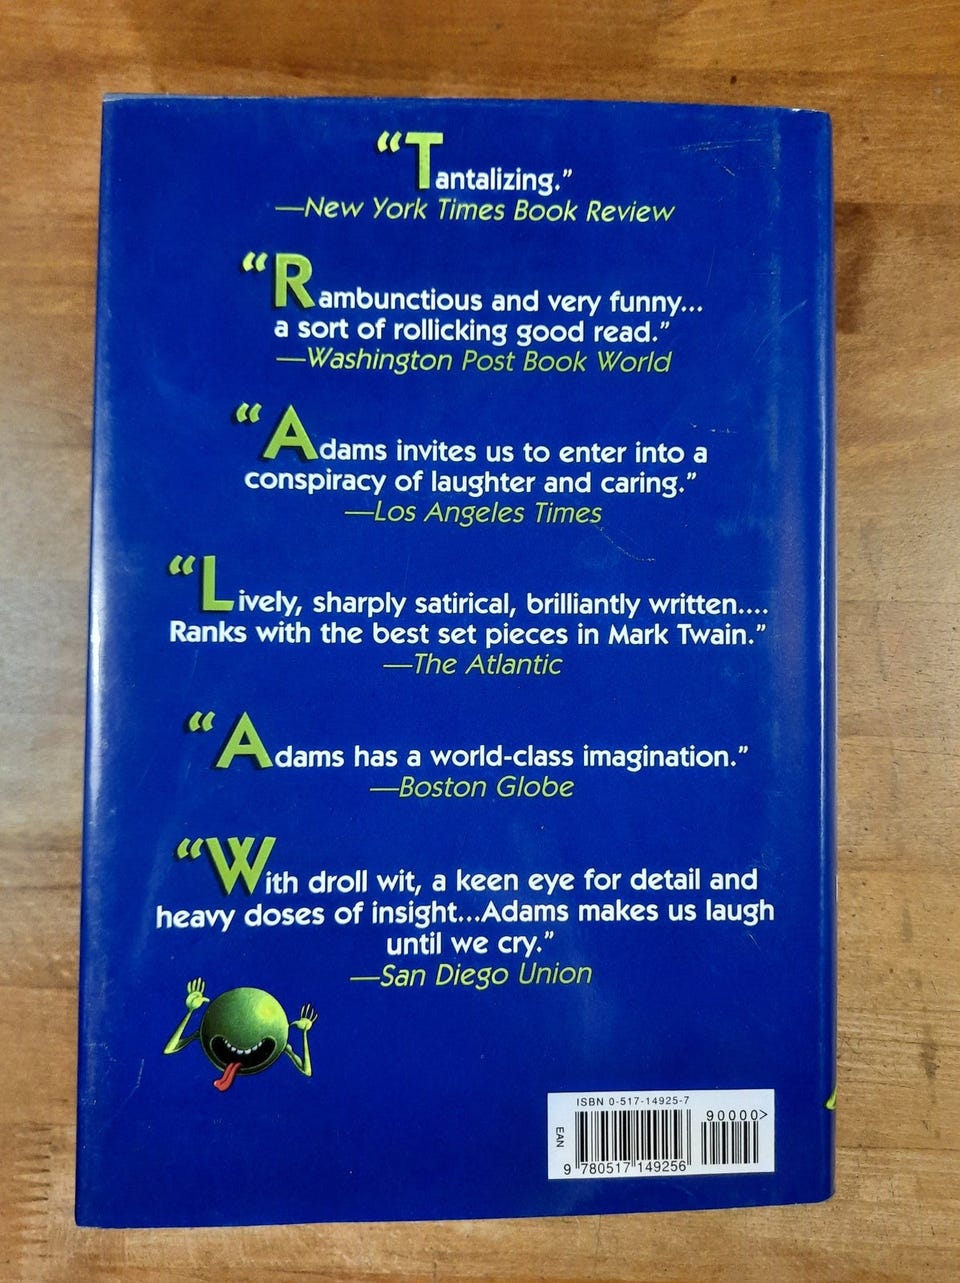 “Tantalizing.”
—New York Times Book Review
“Rambunctious and very funny...
a sort of rollicking good read.”
—Washington Post Book World
“Adams invites us to enter into a
conspiracy of laughter and caring.”
—Los Angeles Times
“Lively, sharply satirical, brilliantly written....
Ranks with the best set pieces in Mark Twain.”
—The Atlantic
“Adams has a world-class imagination.”
—Boston Globe
“With droll wit, a keen eye for detail and
heavy doses of insight...Adams makes us laugh
until we cry.”
—San Diego Union
ISBN 0-517-14925-7
90000>
EAN
9 780517 149256